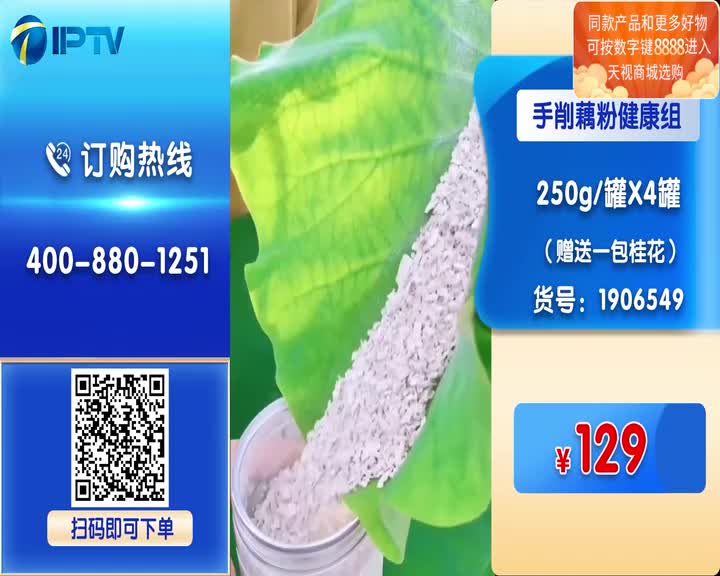 IPTV
24
订购热线
400-880-1251
扫码即可下单
同款产品和更多好物
可按数字键8888进入
天视商城选购
手削藕粉健康组
250g/罐X4罐
（赠送一包桂花）
货号：1906549
¥129